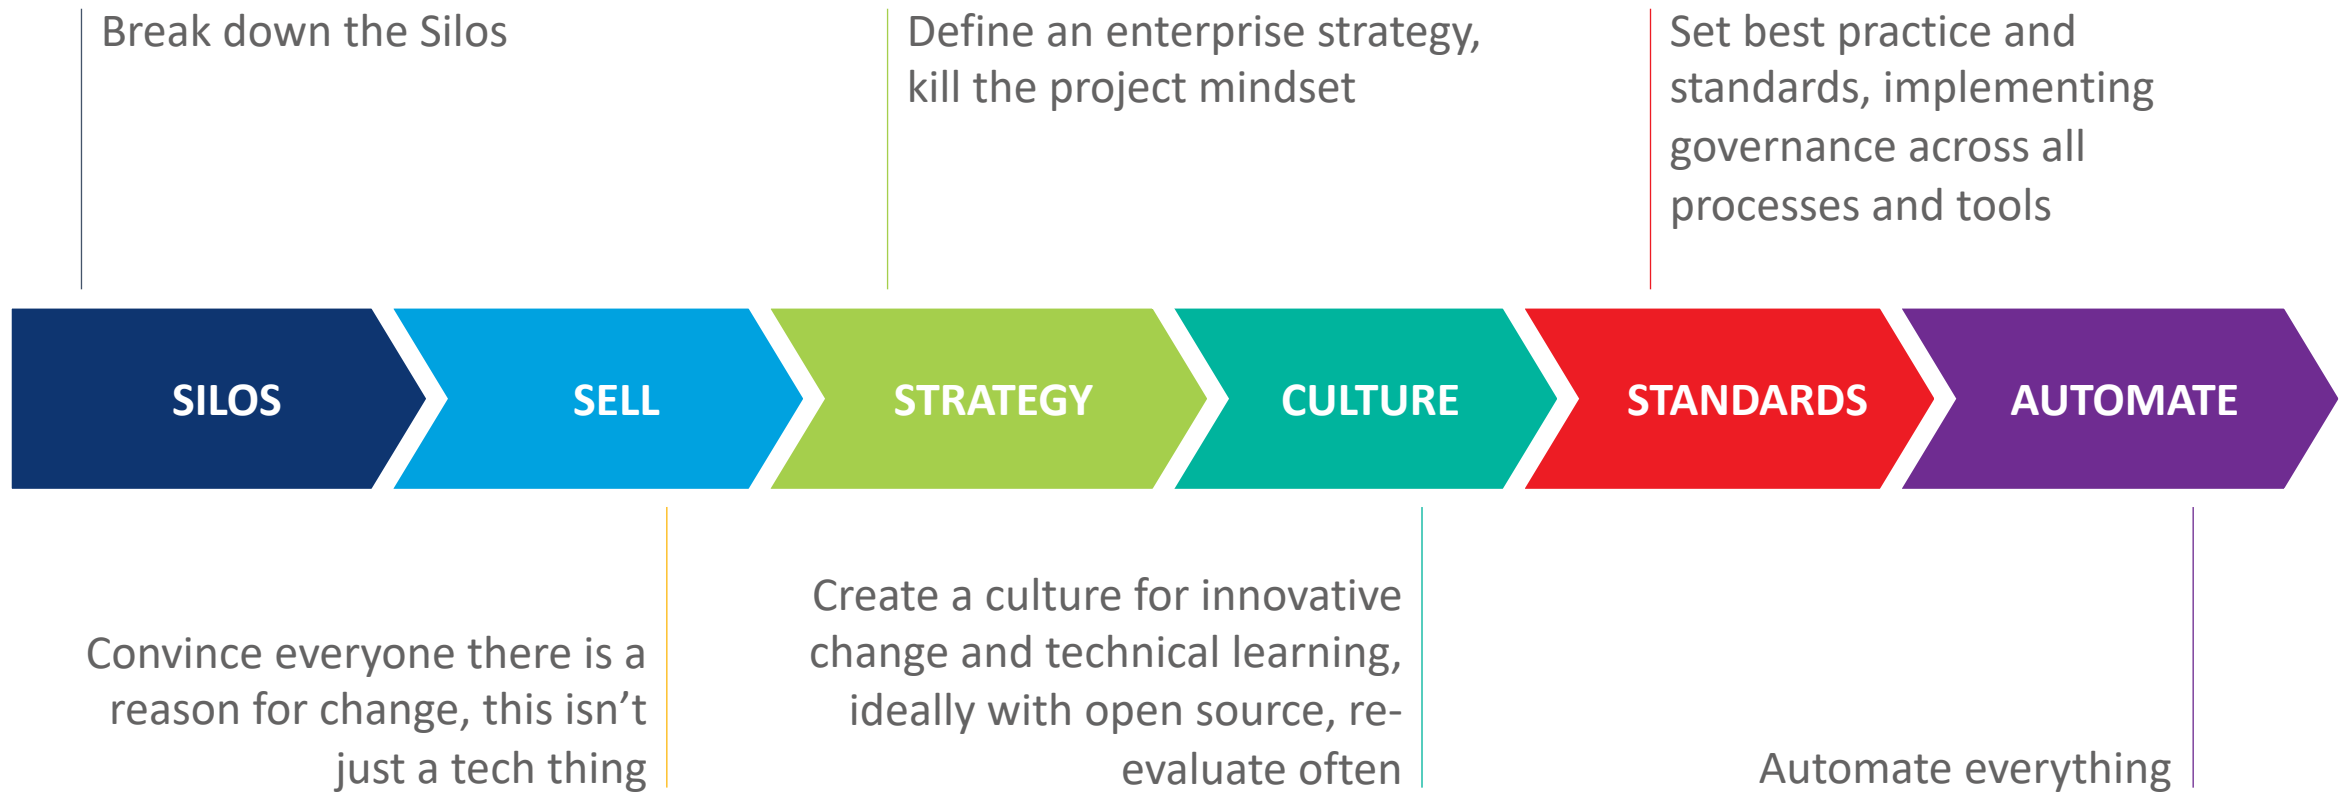 Break down the Silos
Define an enterprise strategy,
kill the project mindset
Set best practice and
standards, implementing
governance across all
processes and tools
SILOS
SELL
STRATEGY
CULTURE
STANDARDS
AUTOMATE
Convince everyone there is a
reason for change, this isn’t
just a tech thing
Create a culture for innovative
change and technical learning,
ideally with open source, re-
evaluate often
Automate everything